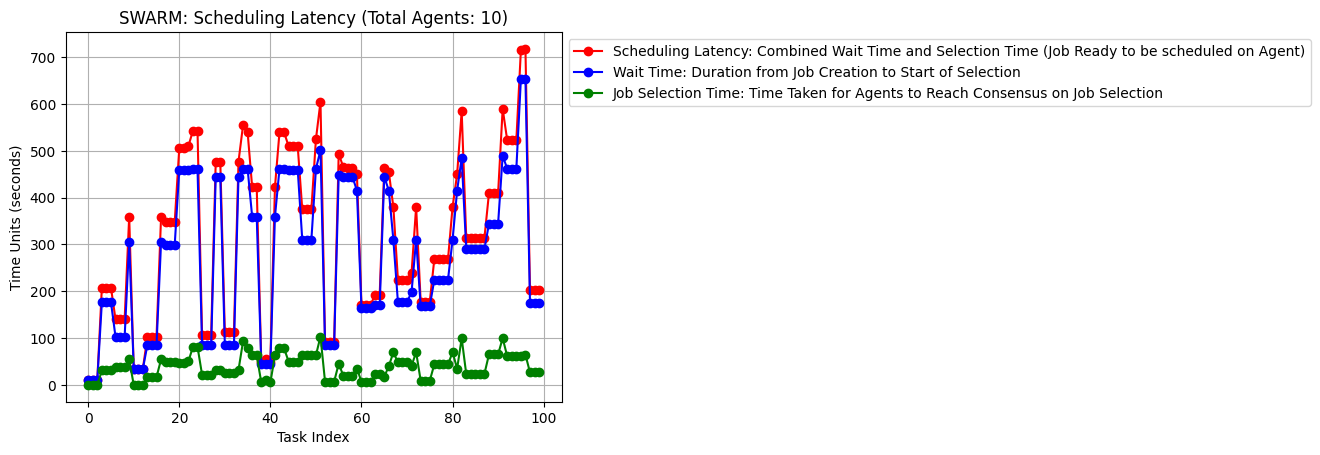 SWARM: Scheduling Latency (Total Agents: 10)
Scheduling Latency: Combined Wait Time and Selection Time (Job Ready to be scheduled on Agent)
Wait Time: Duration from Job Creation to Start of Selection
Job Selection Time: Time Taken for Agents to Reach Consensus on Job Selection
Time Units (seconds)
700
600
500
400
300
200
100
0
0 20 40 60 80 100
Task Index